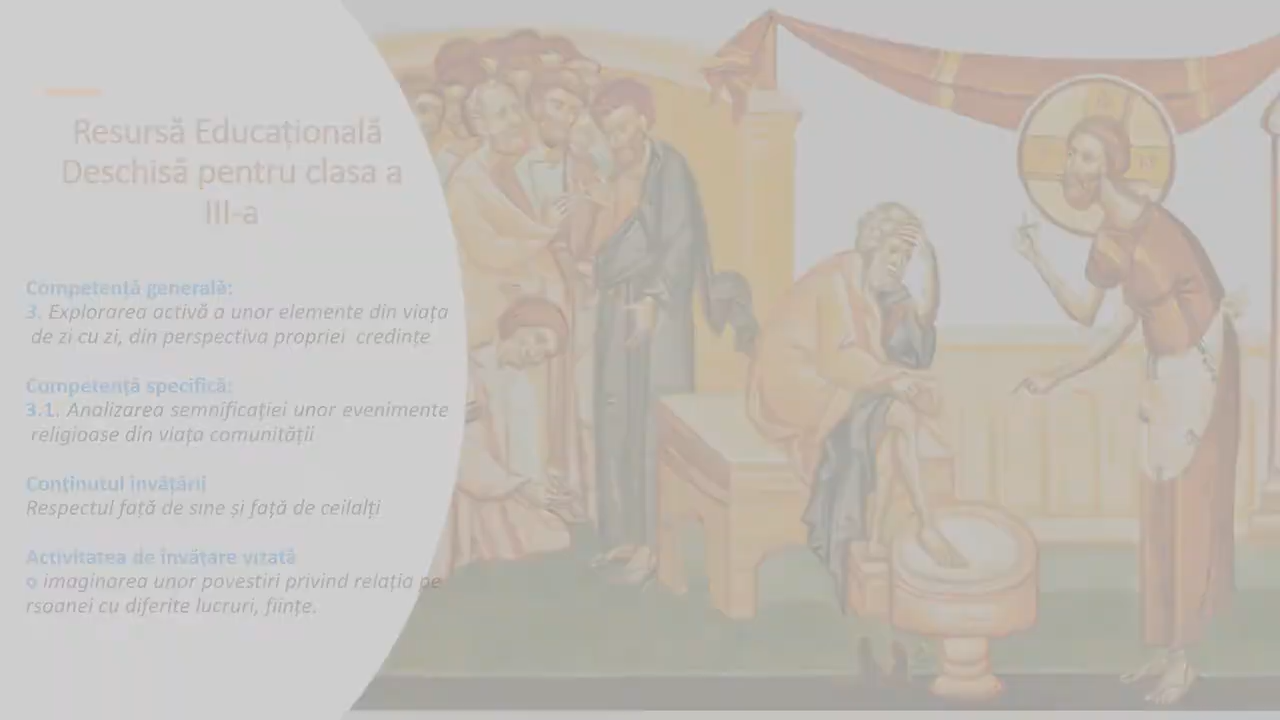 Resursă Educațională
Deschisă pentru clasa a
III-a
Competență generală:
3. Explorarea activă a unor elemente din viața
de zi cu zi, din perspectiva propriei credințe
Competență specifică:
3.1. Analizarea semnificației unor evenimente
religioase din viața comunității
Conținutul învățării
Respectul față de sine și față de ceilalți
Activitatea de învățare vizată
o imaginarea unor povestiri privind relația pe
rsoanei cu diferite lucruri, ființe.